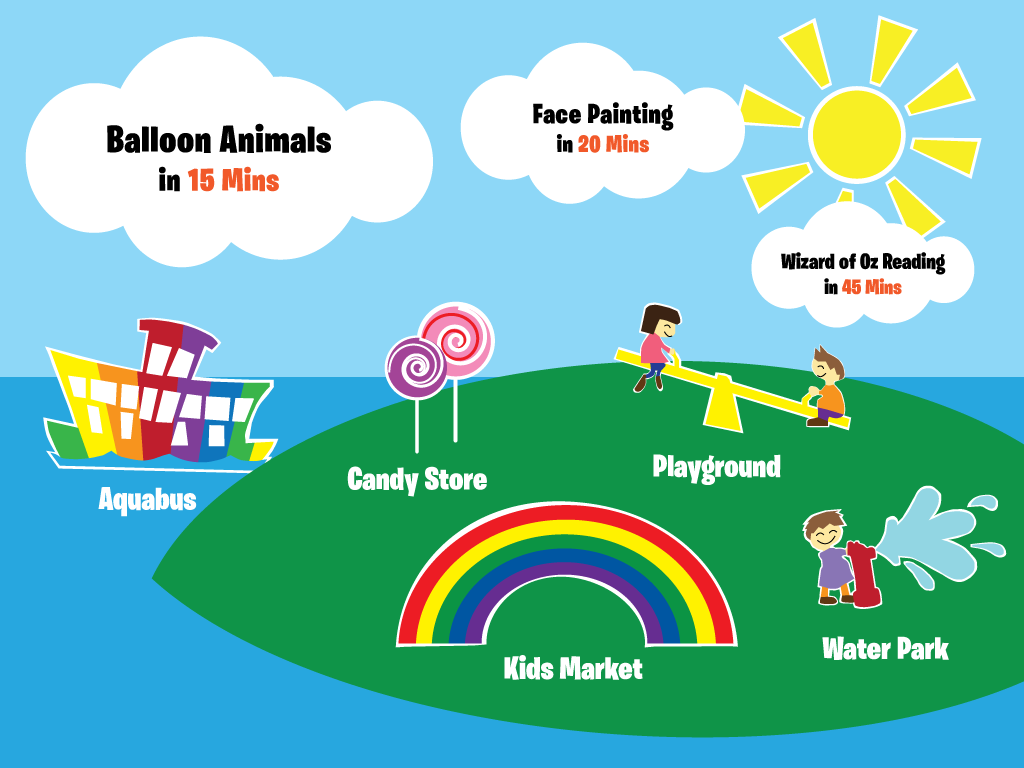 Balloon Animals
in 15 Mins
Face Painting
in 20 Mins
Wizard of Oz Reading
in 45 Mins
Aquabus
Candy Store
Playground
Kids Market
Water Park